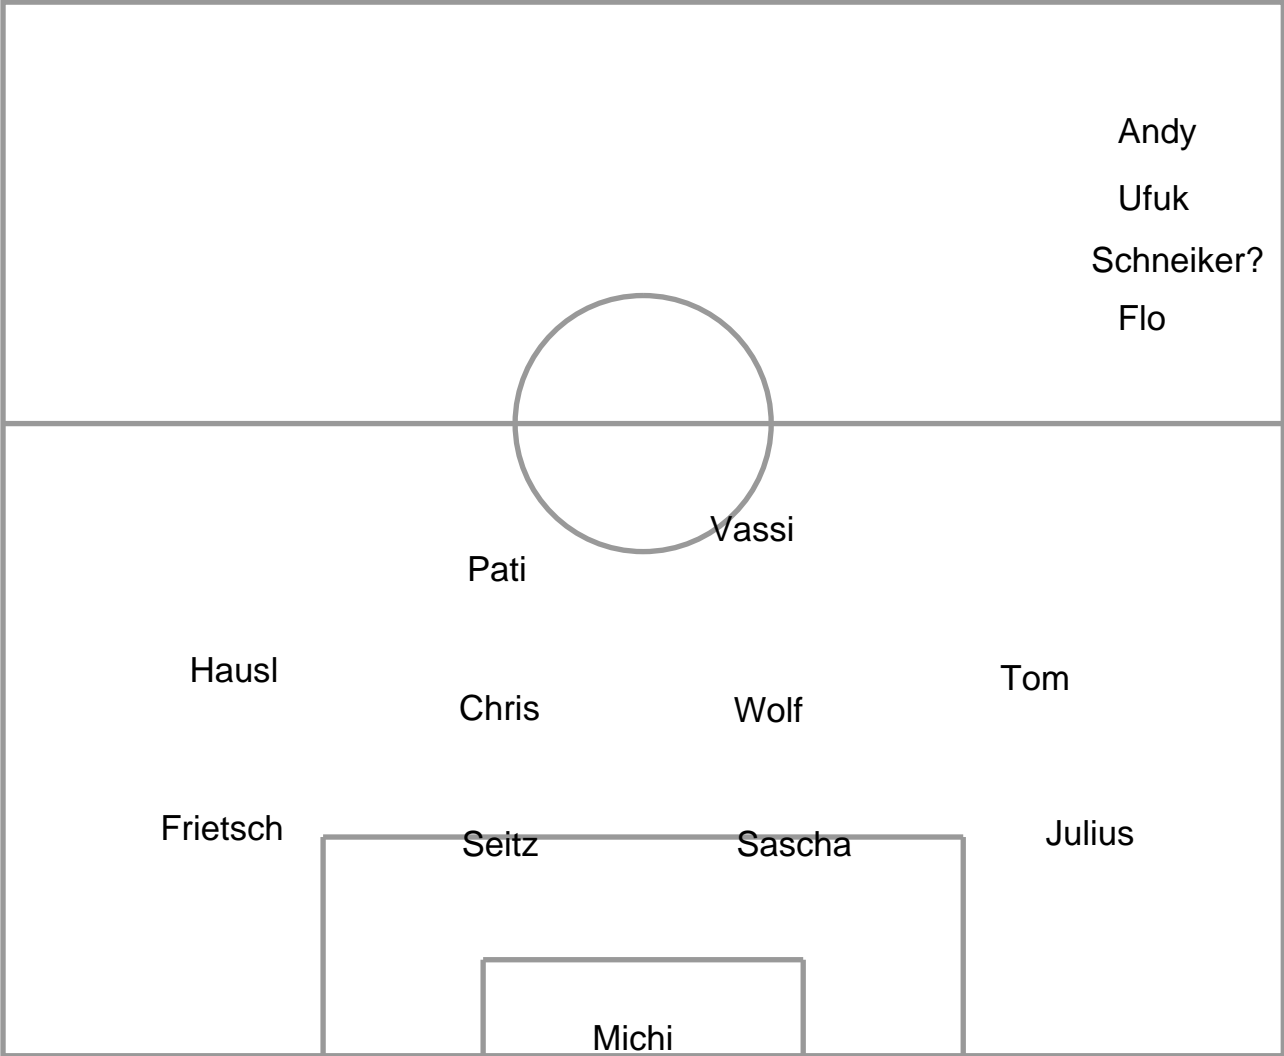 Andy
Ufuk
Schneiker?
Flo
Vassi
Pati
Hausl
Tom
Chris
Wolf
Frietsch
Seitz
Sascha
Julius
Michi